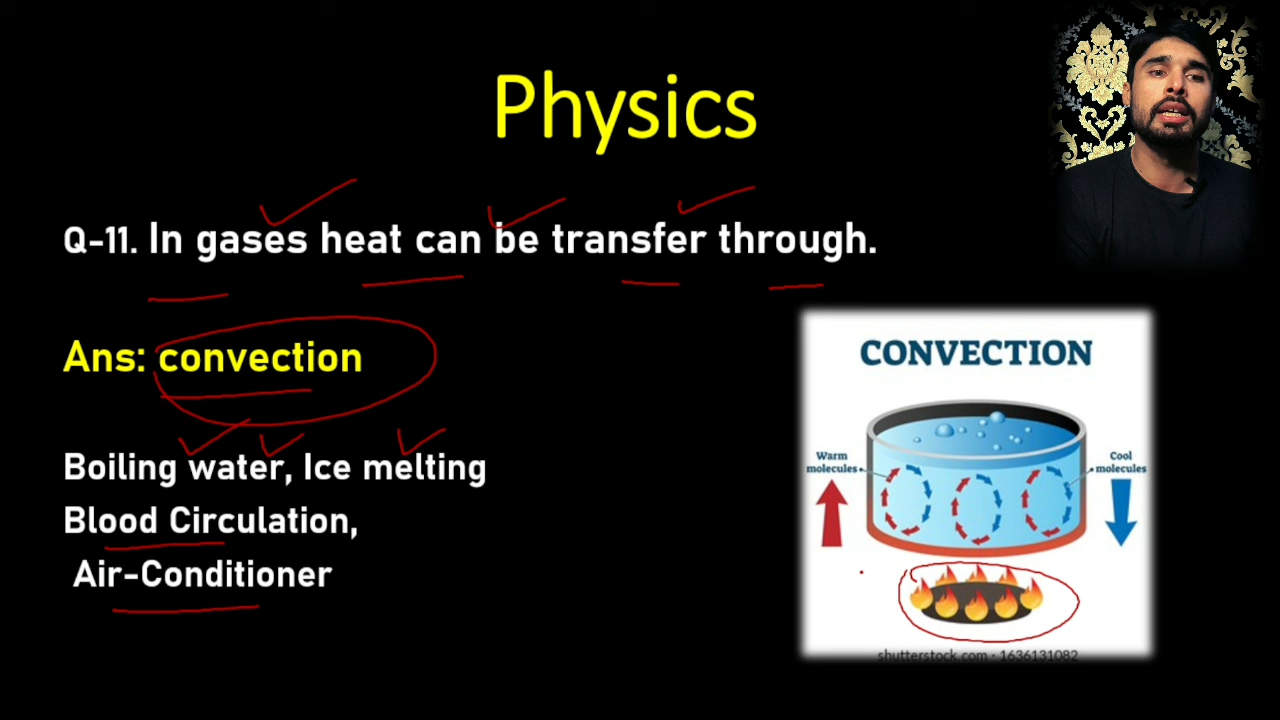 Physics
Q-11. In gases heat can be transfer through.
Ans: convection
Boiling water, Ice melting
Blood Circulation,
Air-Conditioner
CONVECTION
Warm
molecules
Cool
molecules
shutterstock.com · 1636131082